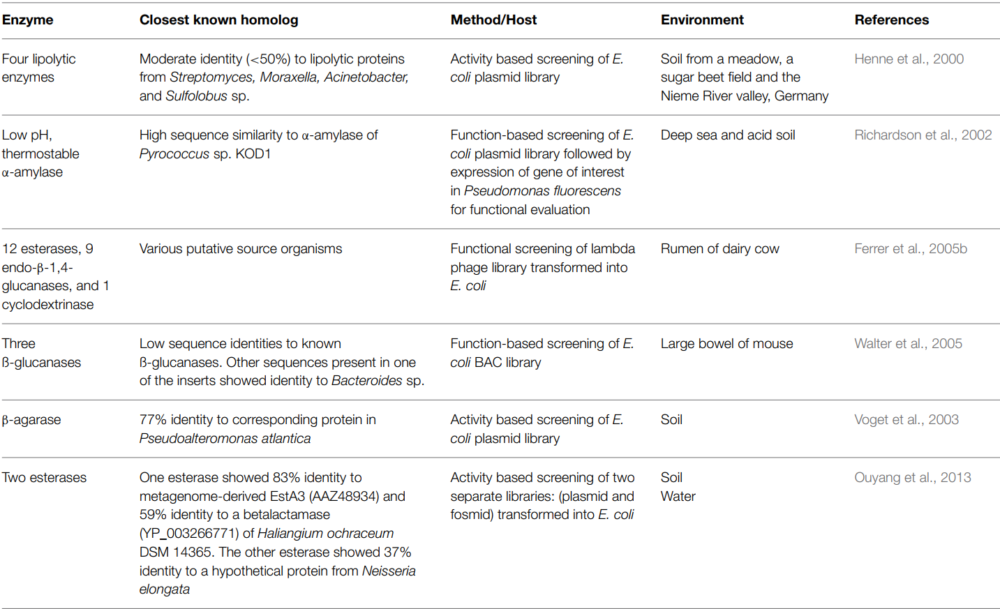 Enzyme Closest known homolog Method/Host Environment References
Four lipolytic
enzymes
Moderate identity (<50%) to lipolytic proteins
from Streptomyces, Moraxella, Acinetobacter,
and Sulfolobus sp.
Activity based screening of E.
coli plasmid library
Soil from a meadow, a
sugar beet field and the
Nieme River valley, Germany
Henne et al., 2000
Low pH,
thermostable
α-amylase
High sequence similarity to α-amylase of
Pyrococcus sp. KOD1
Function-based screening of E.
coli plasmid library followed by
expression of gene of interest
in Pseudomonas fluorescens
for functional evaluation
Deep sea and acid soil
Richardson et al., 2002
12 esterases, 9
endo-β-1,4-
glucanases, and 1
cyclodextrinase
Various putative source organisms
Functional screening of lambda
phage library transformed into
E. coli
Rumen of dairy cow
Ferrer et al., 2005b
Three
ß-glucanases
Low sequence identities to known
ß-glucanases. Other sequences present in one
of the inserts showed identity to Bacteroides sp.
Function-based screening of E.
coli BAC library
Large bowel of mouse
Walter et al., 2005
β-agarase
77% identity to corresponding protein in
Pseudoalteromonas atlantica
Activity based screening of E.
coli plasmid library
Soil
Voget et al., 2003
Two esterases
One esterase showed 83% identity to
metagenome-derived EstA3 (AAZ48934) and
59% identity to a betalactamase
(YP_003266771) of Haliangium ochraceum
DSM 14365. The other esterase showed 37%
identity to a hypothetical protein from Neisseria
elongata
Activity based screening of two
separate libraries: (plasmid and
fosmid) transformed into E. coli
Soil
Water
Ouyang et al., 2013